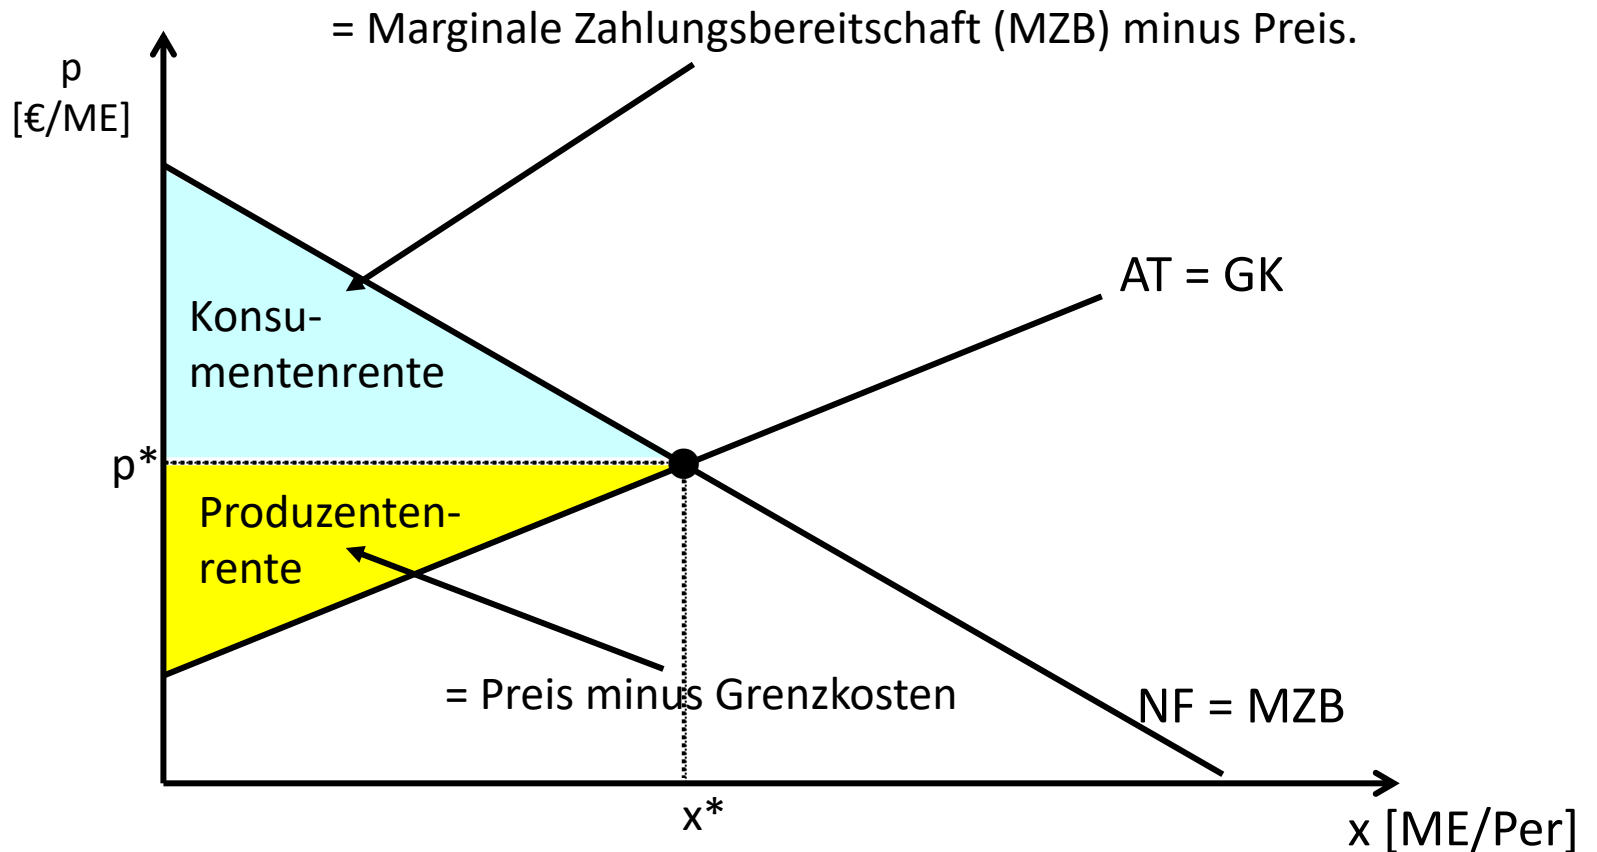 = Marginale Zahlungsbereitschaft (MZB) minus Preis.
p
[€/ME]
AT = GK
Konsu-
mentenrente
p*
Produzenten-
rente
= Preis minus Grenzkosten
NF = MZB
x*
x [ME/Per]